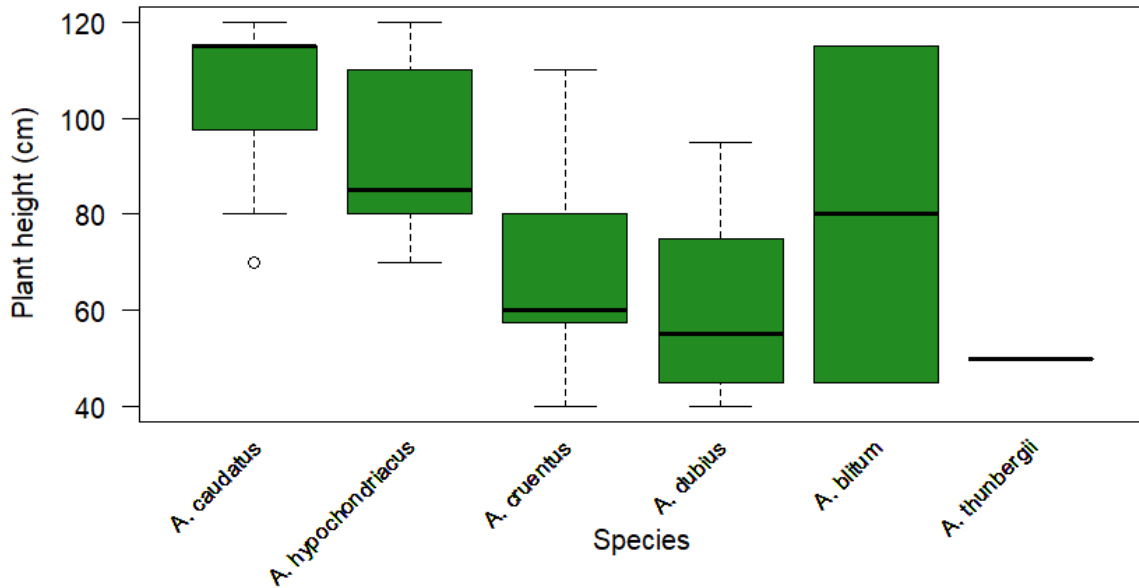 Plant height (cm)
120
100
80
60
40
A. caudatus
A. hypochondriacus
A. cruentus
A. dubius
A. blitum
A. thunbergii
Species